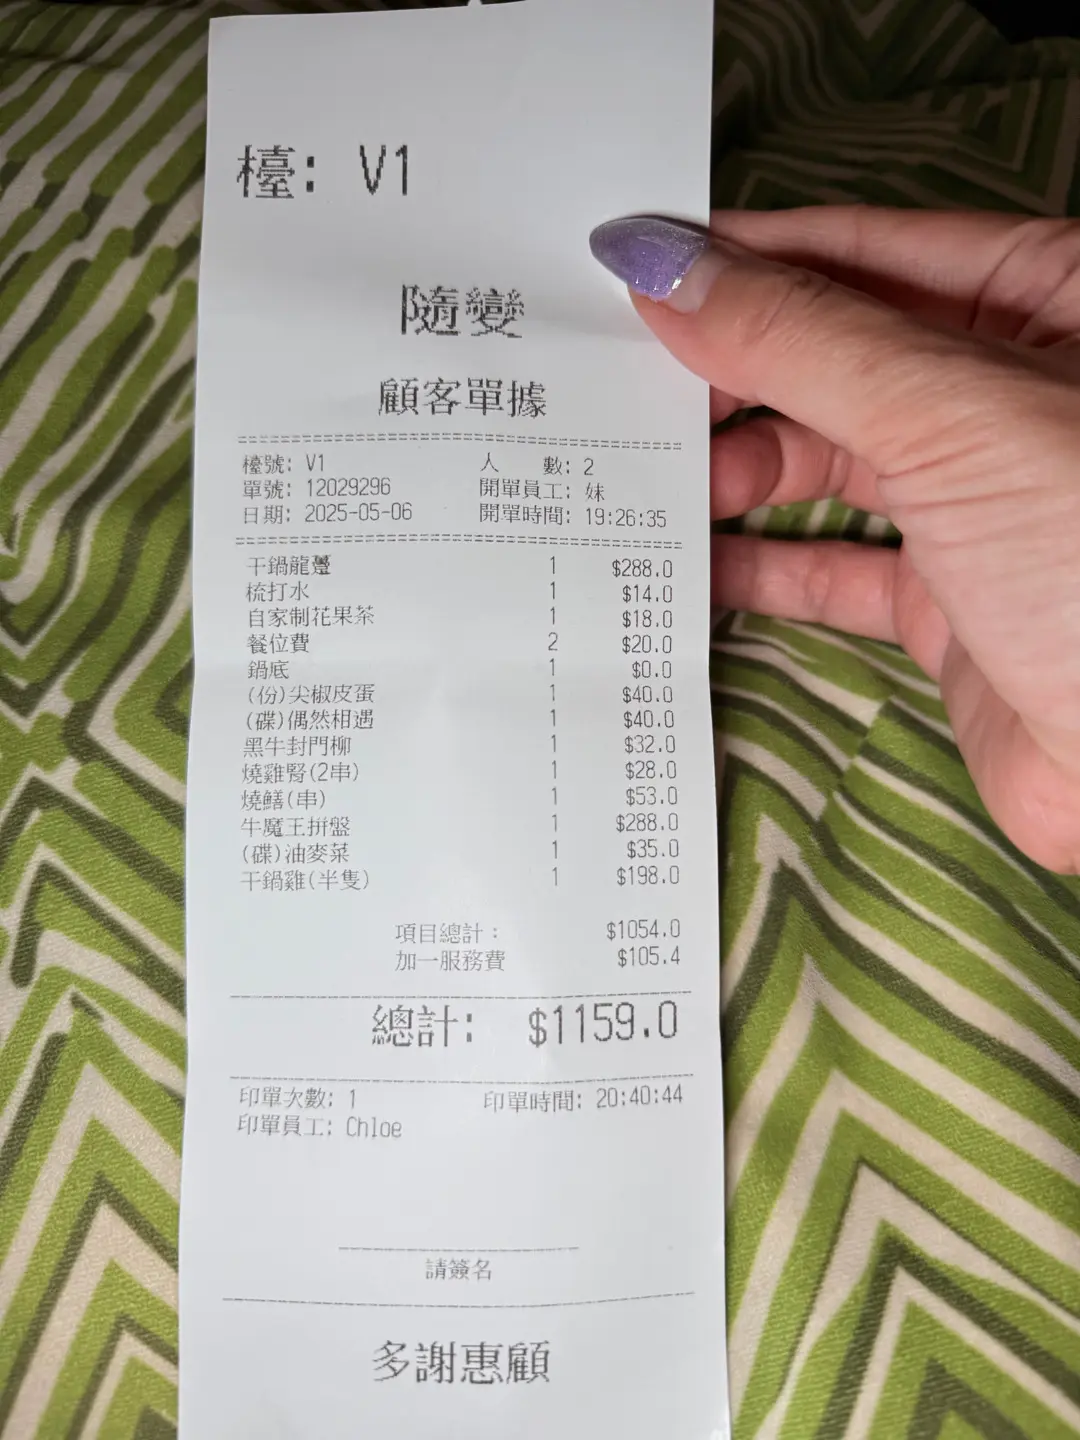 檯: V1
隨變
顧客單據
檯號: V1 人 數: 2
單號: 12029296 開單員工: 妹
日期: 2025-05-06 開單時間: 19:26:35
干鍋龍躉 1 $288.0
梳打水 1 $14.0
自家制花果茶 1 $18.0
餐位費 2 $20.0
鍋底 1 $0.0
(份)尖椒皮蛋 1 $40.0
(碟)偶然相遇 1 $40.0
黑牛封門柳 1 $32.0
燒雞腎(2串) 1 $28.0
燒鱔(串) 1 $53.0
牛魔王拼盤 1 $288.0
(碟)油麥菜 1 $35.0
干鍋雞(半隻) 1 $198.0
項目總計: $1054.0
加一服務費 $105.4
總計: $1159.0
印單次數: 1 印單時間: 20:40:44
印單員工: Chloe
請簽名
多謝惠顧